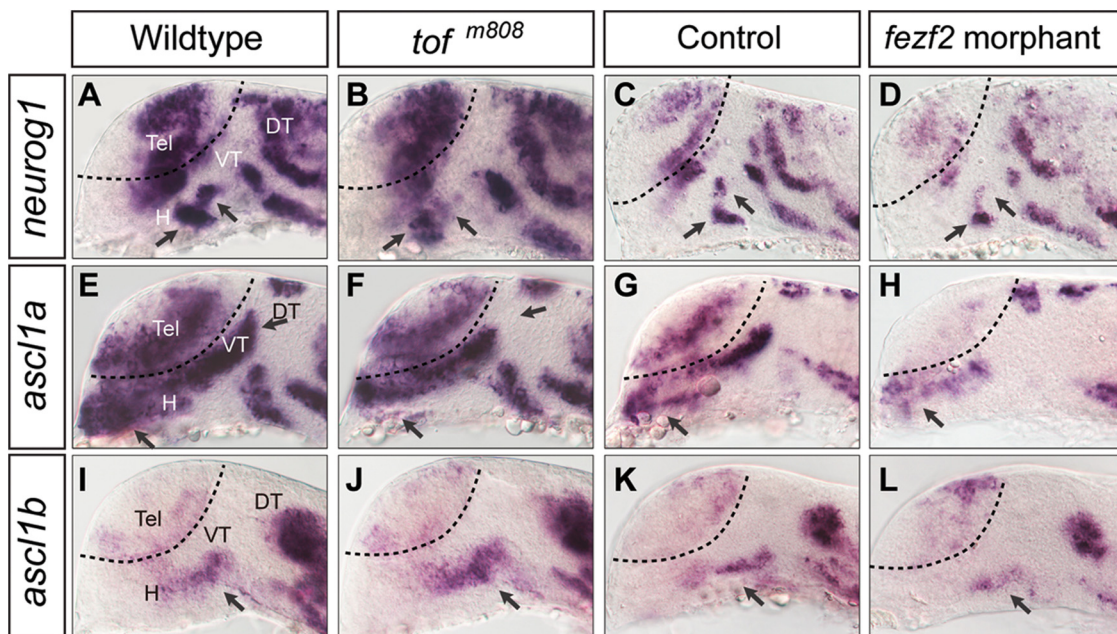 Wildtype tof m808 Control fezf2 morphant
neurog1 A Tel DT VT H B C D
ascl1a E Tel DT VT H F G H
ascl1b I Tel DT VT H J K L